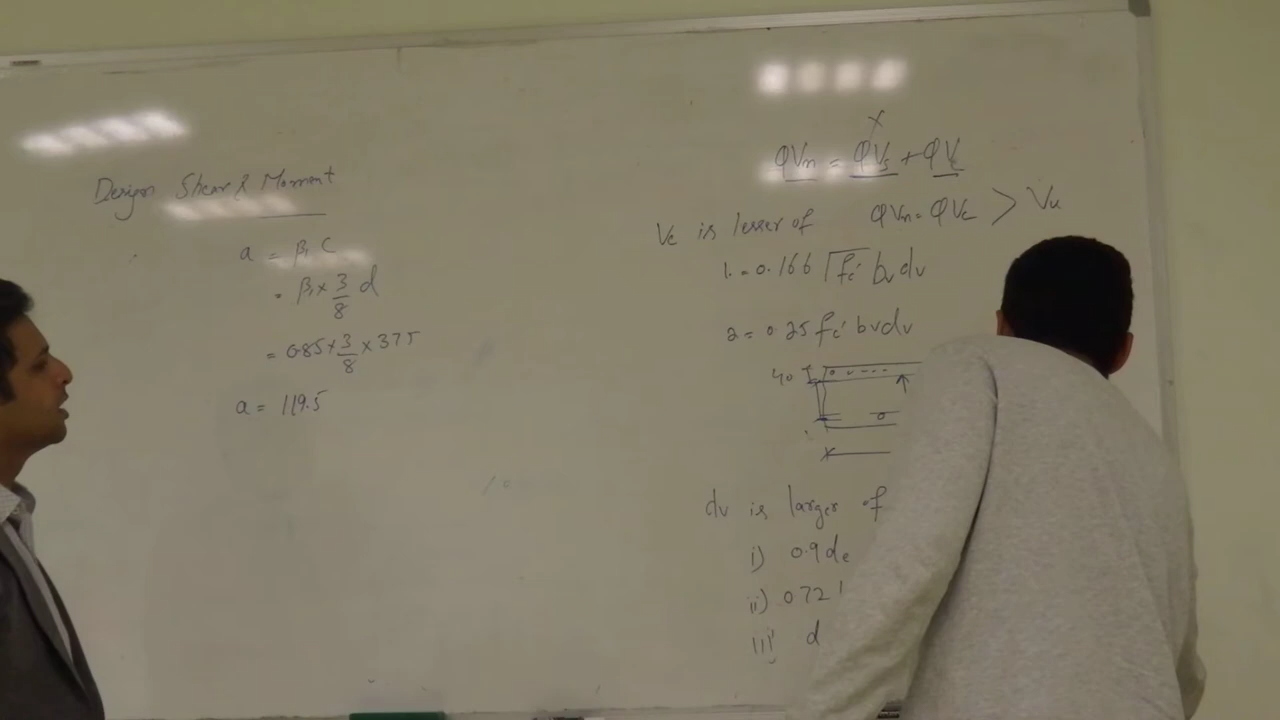 Design Shear & Moment
a = β₁ C
= β₁ × 3/8 d
= 0.85 × 3/8 × 375
a = 119.5
X
φVn = φVs + φVc
Vc is lesser of φVn = φVc > Vu
1. = 0.166 √fc' bv dv
2 = 0.25 fc' bv dv
40
dv is larger of
i) 0.9 de
ii) 0.72
iii) d